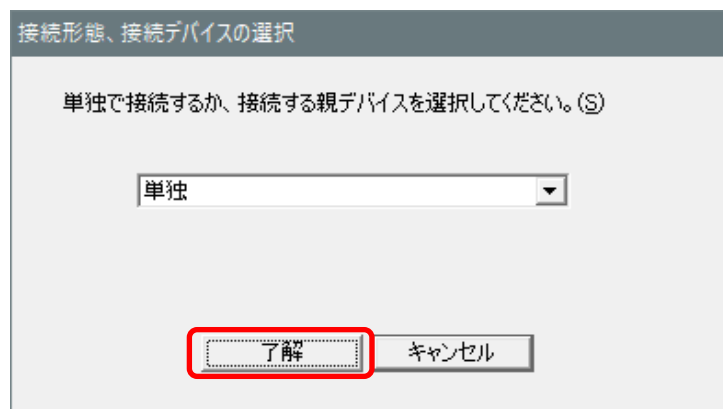 接続形態、接続デバイスの選択
単独で接続するか、接続する親デバイスを選択してください。(S)
単独
了解 キャンセル